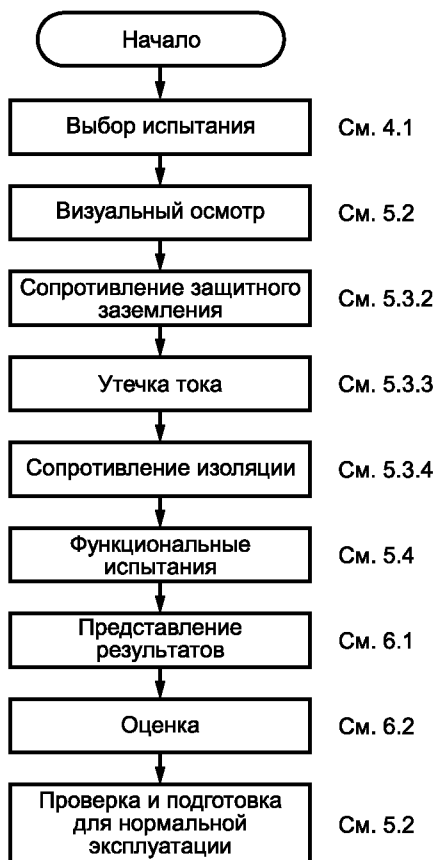 Начало
Выбор испытания
См. 4.1
Визуальный осмотр
См. 5.2
Сопротивление защитного
заземления
См. 5.3.2
Утечка тока
См. 5.3.3
Сопротивление изоляции
См. 5.3.4
Функциональные
испытания
См. 5.4
Представление
результатов
См. 6.1
Оценка
См. 6.2
Проверка и подготовка
для нормальной
эксплуатации
См. 5.2